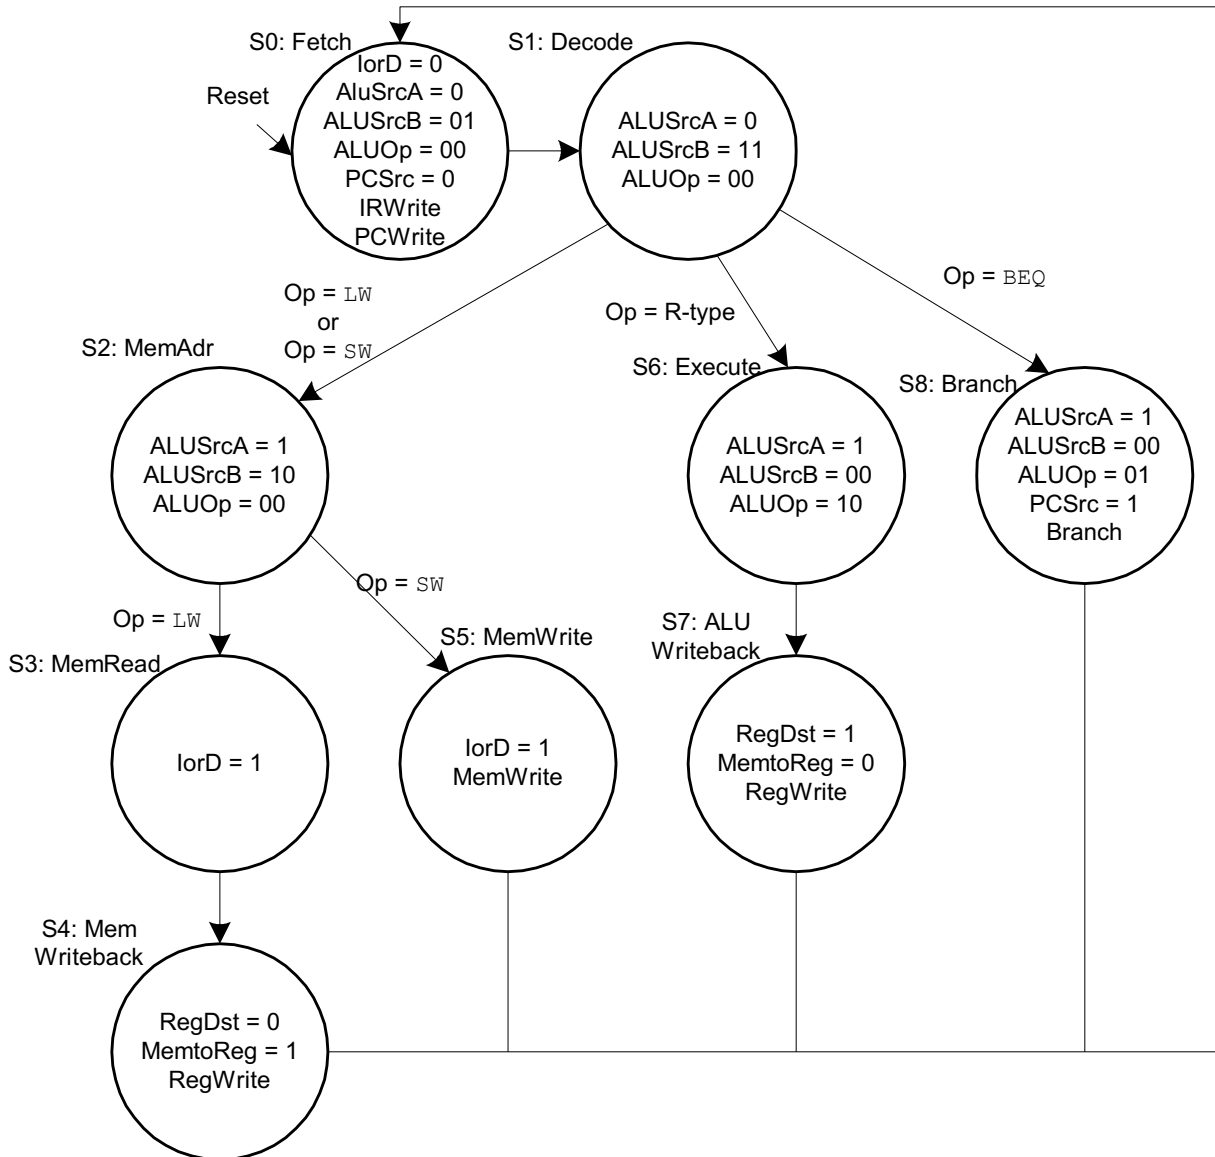 S0: Fetch
IorD = 0
AluSrcA = 0
ALUSrcB = 01
ALUOp = 00
PCSrc = 0
IRWrite
PCWrite
Reset
S1: Decode
ALUSrcA = 0
ALUSrcB = 11
ALUOp = 00
Op = LW
or
Op = SW
Op = R-type
Op = BEQ
S2: MemAdr
ALUSrcA = 1
ALUSrcB = 10
ALUOp = 00
S6: Execute
ALUSrcA = 1
ALUSrcB = 00
ALUOp = 10
S8: Branch
ALUSrcA = 1
ALUSrcB = 00
ALUOp = 01
PCSrc = 1
Branch
Op = LW
Op = SW
S3: MemRead
IorD = 1
S5: MemWrite
IorD = 1
MemWrite
S7: ALU
Writeback
RegDst = 1
MemtoReg = 0
RegWrite
S4: Mem
Writeback
RegDst = 0
MemtoReg = 1
RegWrite